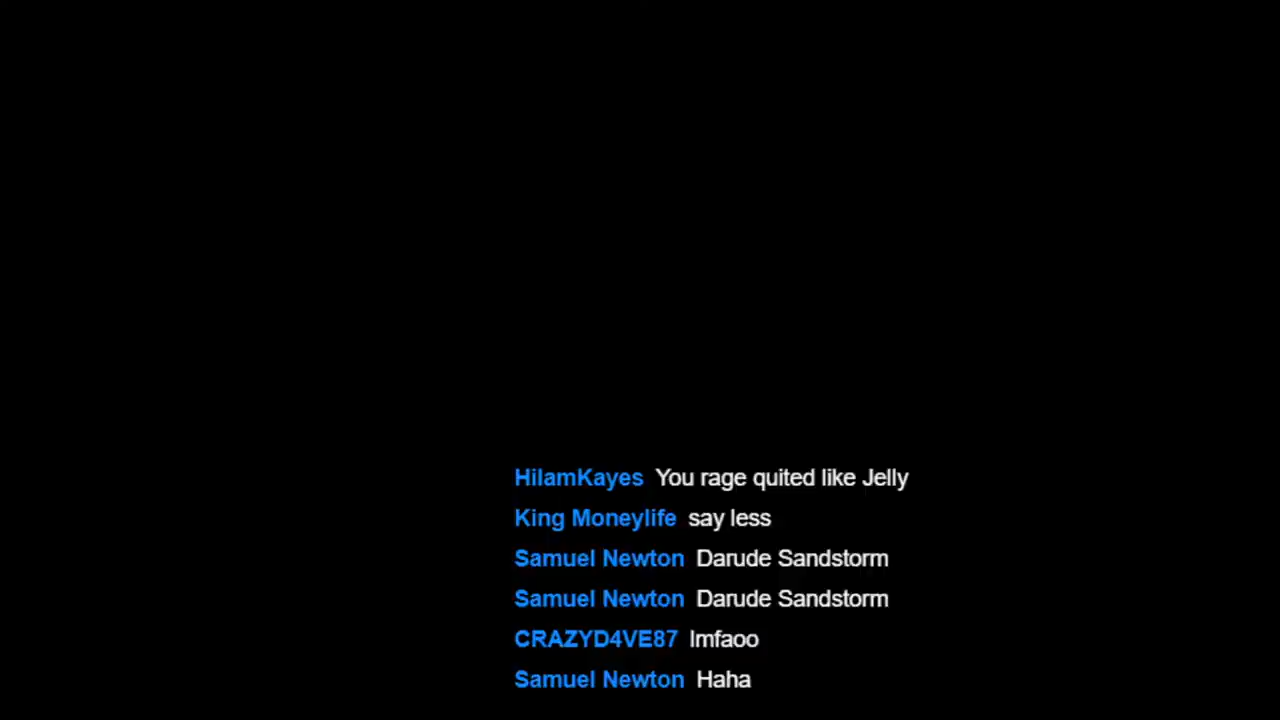 HilamKayes You rage quited like Jelly
King Moneylife say less
Samuel Newton Darude Sandstorm
Samuel Newton Darude Sandstorm
CRAZYD4VE87 lmfaoo
Samuel Newton Haha